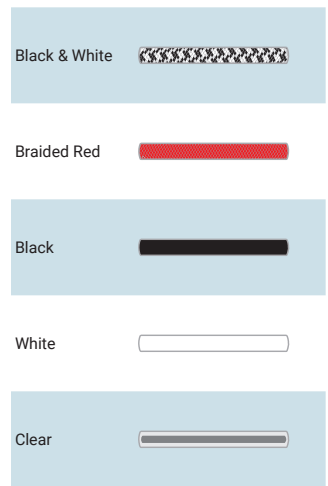 Black & White
Braided Red
Black
White
Clear